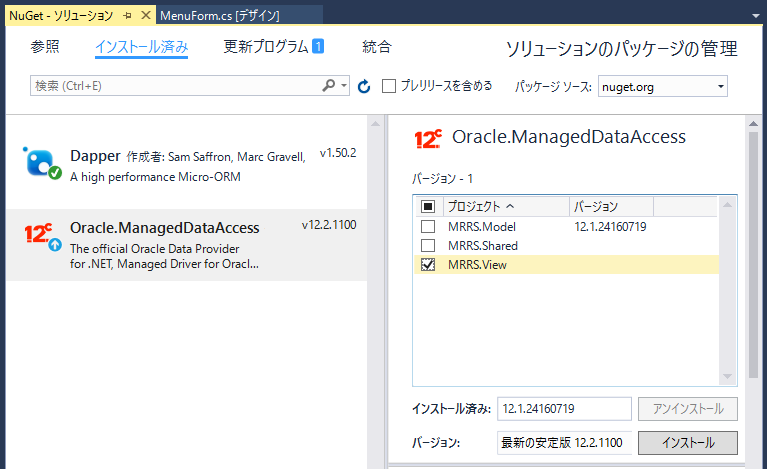 NuGet - ソリューション MenuForm.cs [デザイン]
参照 インストール済み 更新プログラム 1 統合 ソリューションのパッケージの管理
検索 (Ctrl+E) プレリリースを含める パッケージ ソース: nuget.org
Dapper 作成者: Sam Saffron, Marc Gravell, v1.50.2
A high performance Micro-ORM
12c Oracle.ManagedDataAccess v12.2.1100
The official Oracle Data Provider
for .NET, Managed Driver for Oracl...
12c Oracle.ManagedDataAccess
バージョン - 1
プロジェクト バージョン
MRRS.Model 12.1.24160719
MRRS.Shared
MRRS.View
インストール済み: 12.1.24160719 アンインストール
バージョン: 最新の安定版 12.2.1100 インストール